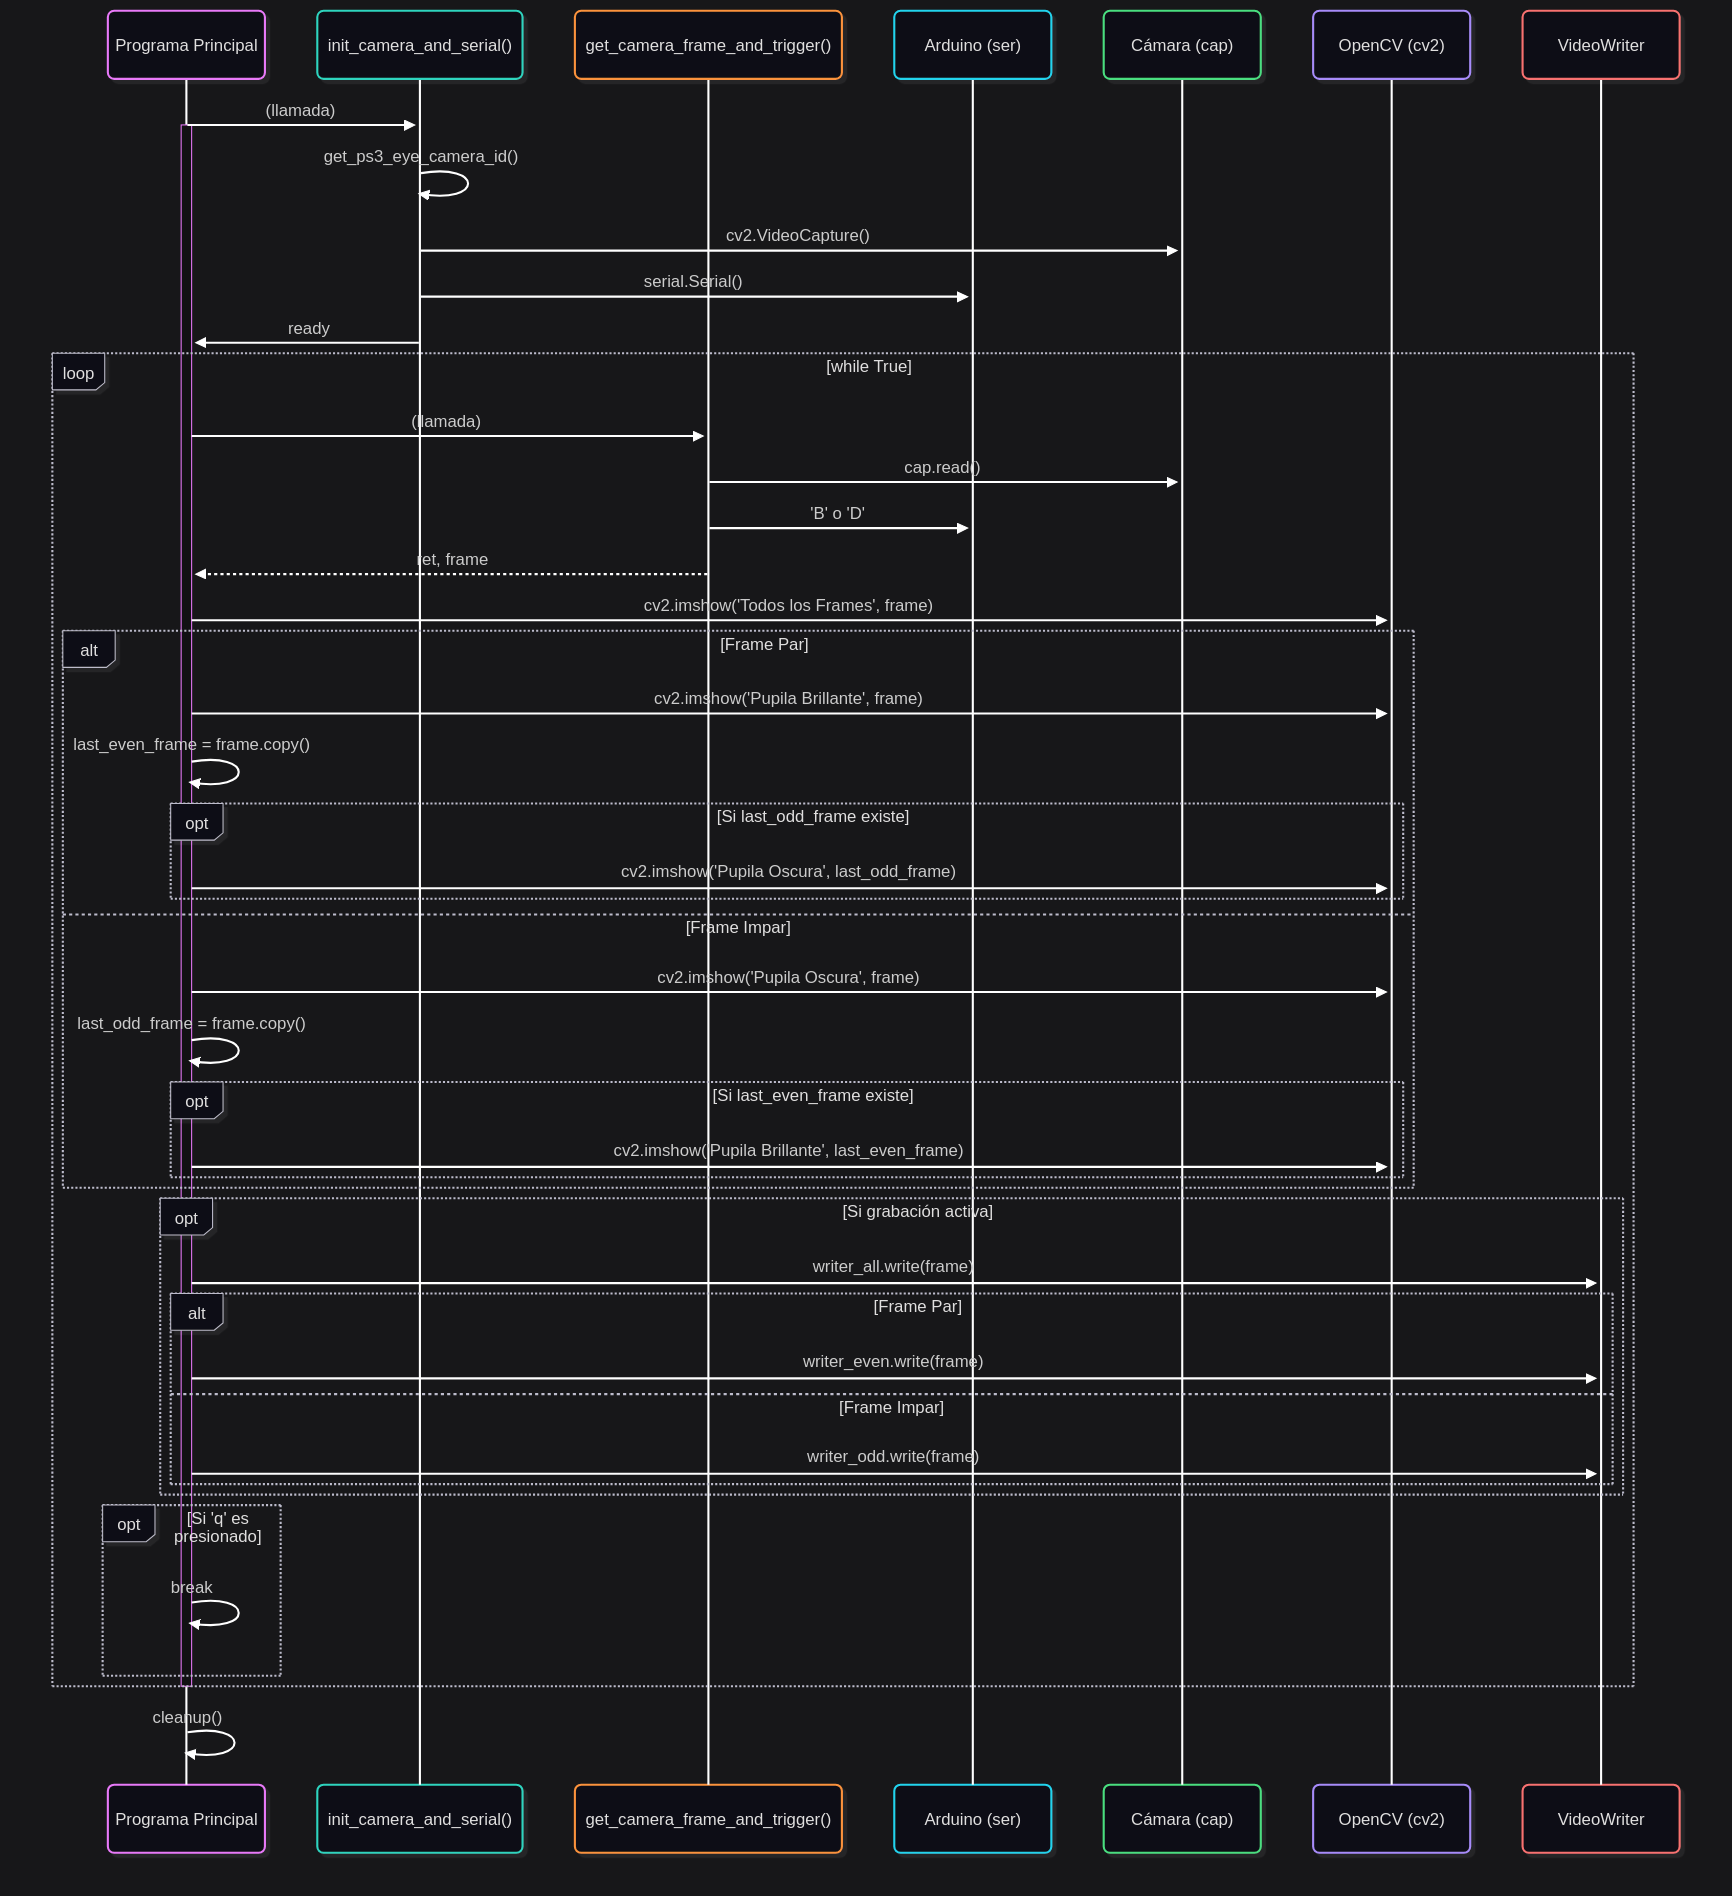 Programa Principal
init_camera_and_serial()
get_camera_frame_and_trigger()
Arduino (ser)
Cámara (cap)
OpenCV (cv2)
VideoWriter
(llamada)
get_ps3_eye_camera_id()
cv2.VideoCapture()
serial.Serial()
ready
loop
[while True]
(llamada)
cap.read()
'B' o 'D'
ret, frame
cv2.imshow('Todos los Frames', frame)
alt
[Frame Par]
cv2.imshow('Pupila Brillante', frame)
last_even_frame = frame.copy()
opt
[Si last_odd_frame existe]
cv2.imshow('Pupila Oscura', last_odd_frame)
[Frame Impar]
cv2.imshow('Pupila Oscura', frame)
last_odd_frame = frame.copy()
opt
[Si last_even_frame existe]
cv2.imshow('Pupila Brillante', last_even_frame)
opt
[Si grabación activa]
writer_all.write(frame)
alt
[Frame Par]
writer_even.write(frame)
[Frame Impar]
writer_odd.write(frame)
opt
[Si 'q' es
presionado]
break
cleanup()
Programa Principal
init_camera_and_serial()
get_camera_frame_and_trigger()
Arduino (ser)
Cámara (cap)
OpenCV (cv2)
VideoWriter